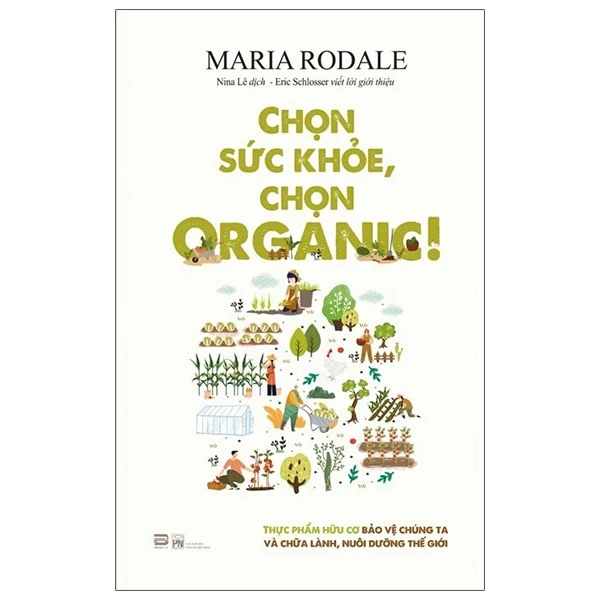 MARIA RODALE
Nina Lê dịch - Eric Schlosser viết lời giới thiệu
CHỌN
SỨC KHỎE,
CHỌN
ORGANIC!
THỰC PHẨM HỮU CƠ BẢO VỆ CHÚNG TA
VÀ CHỮA LÀNH, NUÔI DƯỠNG THẾ GIỚI
PN